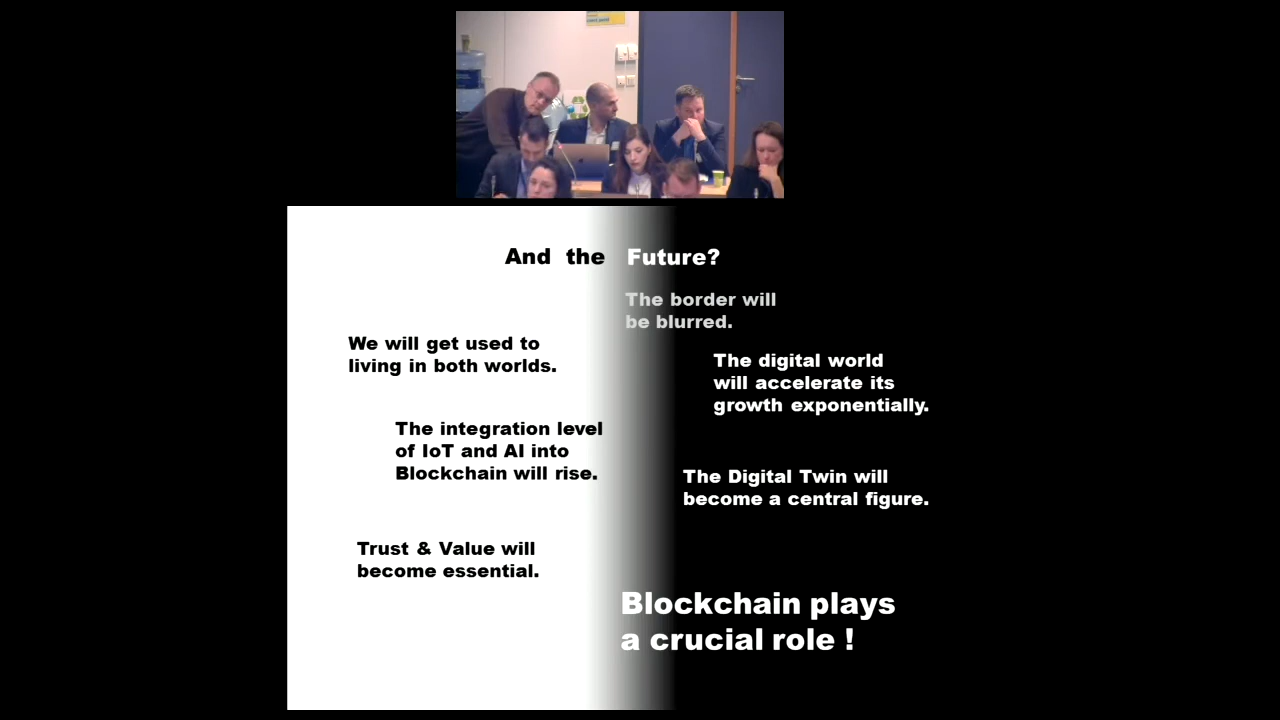 And the Future?
The border will
be blurred.
We will get used to
living in both worlds.
The digital world
will accelerate its
growth exponentially.
The integration level
of IoT and AI into
Blockchain will rise.
The Digital Twin will
become a central figure.
Trust & Value will
become essential.
Blockchain plays
a crucial role !